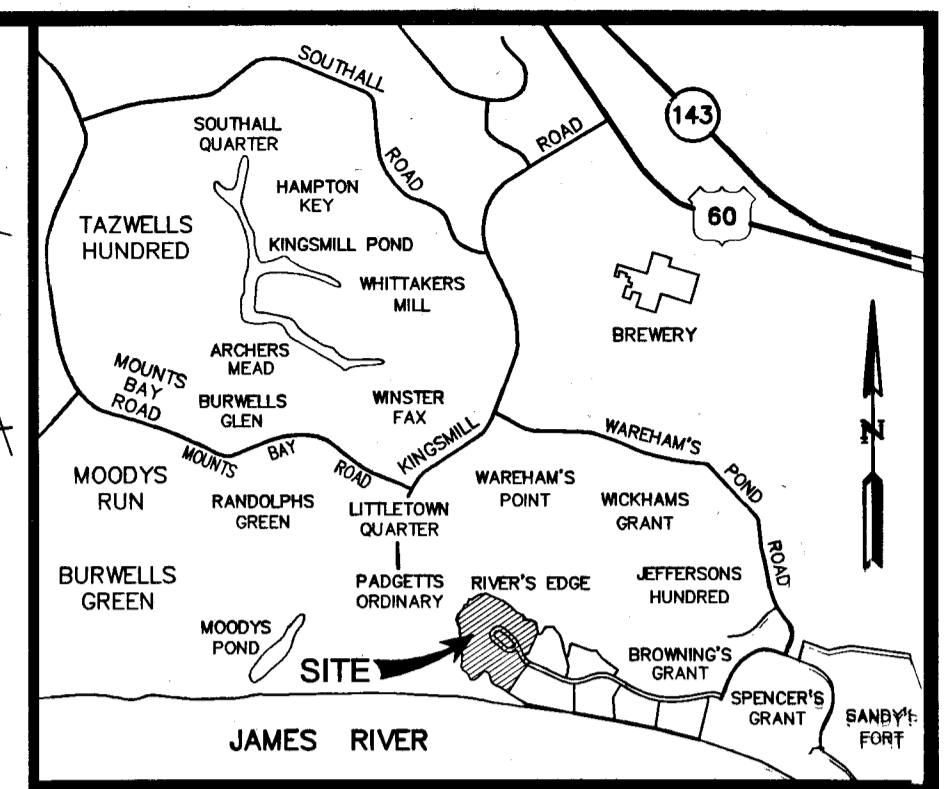 SOUTHALL
ROAD
143
60
ROAD
SOUTHALL
QUARTER
HAMPTON
KEY
TAZWELLS
HUNDRED
KINGSMILL POND
WHITTAKERS
MILL
BREWERY
ARCHERS
MEAD
MOUNTS
BAY
ROAD
BURWELLS
GLEN
WINSTER
FAX
KINGSMILL
WAREHAM'S
POND
ROAD
MOUNTS
BAY
ROAD
N
MOODYS
RUN
RANDOLPHS
GREEN
LITTLETOWN
QUARTER
WAREHAM'S
POINT
WICKHAMS
GRANT
BURWELLS
GREEN
PADGETTS
ORDINARY
RIVER'S EDGE
JEFFERSONS
HUNDRED
MOODYS
POND
SITE
BROWNING'S
GRANT
SPENCER'S
GRANT
SANDY'S
FORT
JAMES RIVER